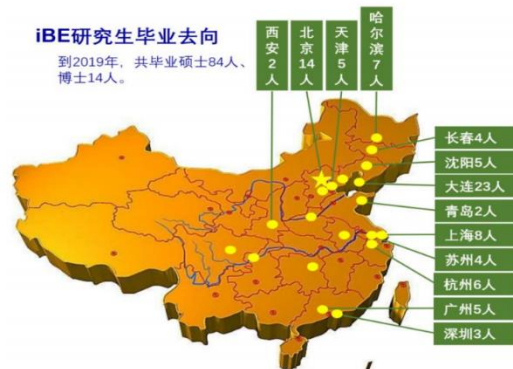 iBE研究生毕业去向
到2019年，共毕业硕士84人、
博士14人。
西安2人
北京14人
天津5人
哈尔滨7人
长春4人
沈阳5人
大连23人
青岛2人
上海8人
苏州4人
杭州6人
广州5人
深圳3人